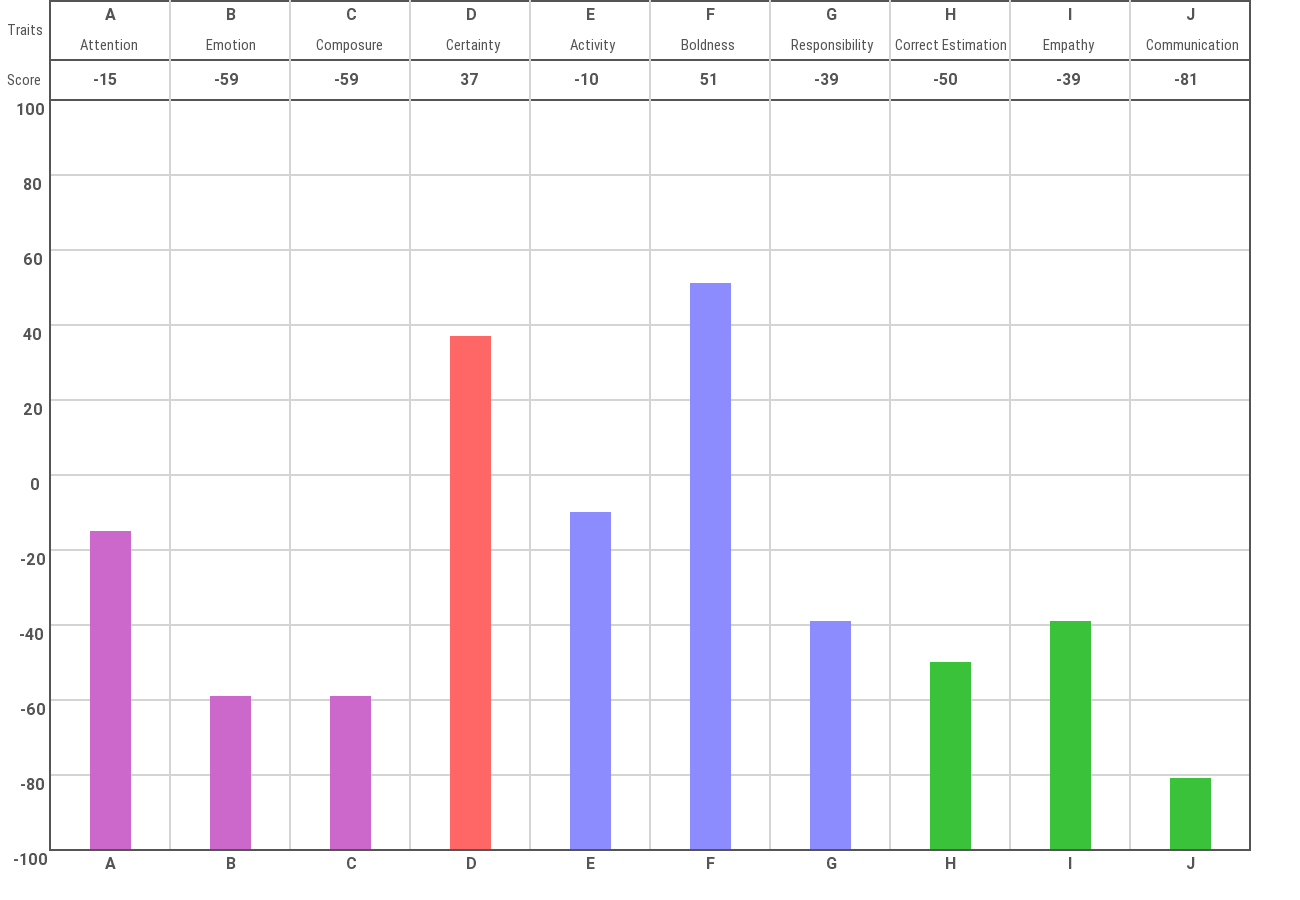 A B C D E F G H I J
Traits Attention Emotion Composure Certainty Activity Boldness Responsibility Correct Estimation Empathy Communication
Score -15 -59 -59 37 -10 51 -39 -50 -39 -81
100
80
60
40
20
0
-20
-40
-60
-80
-100
A B C D E F G H I J